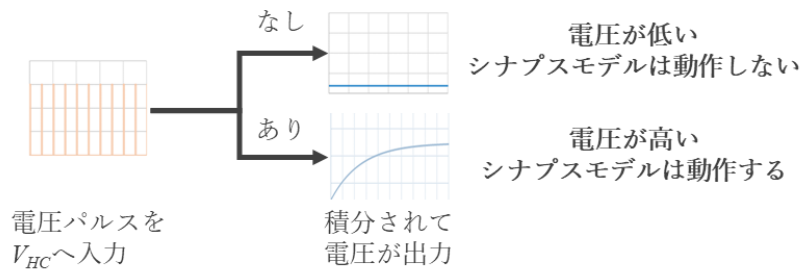 なし
電圧が低い
シナプスモデルは動作しない
あり
電圧が高い
シナプスモデルは動作する
電圧パルスを
V_HCへ入力
積分されて
電圧が出力